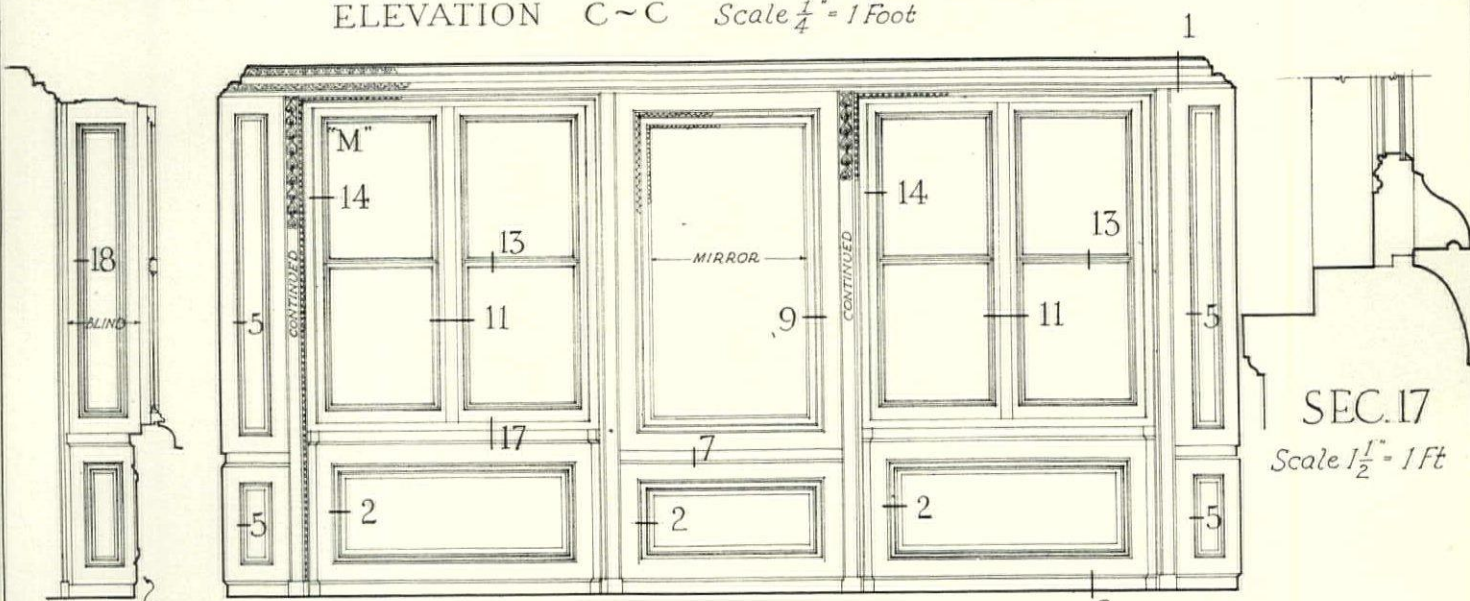 ELEVATION C~C Scale 1/4" = 1 Foot
1
"M"
14
14
18
13
13
MIRROR
CONTINUED
CONTINUED
BLIND
5
11
9
11
5
17
7
SEC. 17
Scale 1 1/2" = 1 Ft
5
2
2
2
5